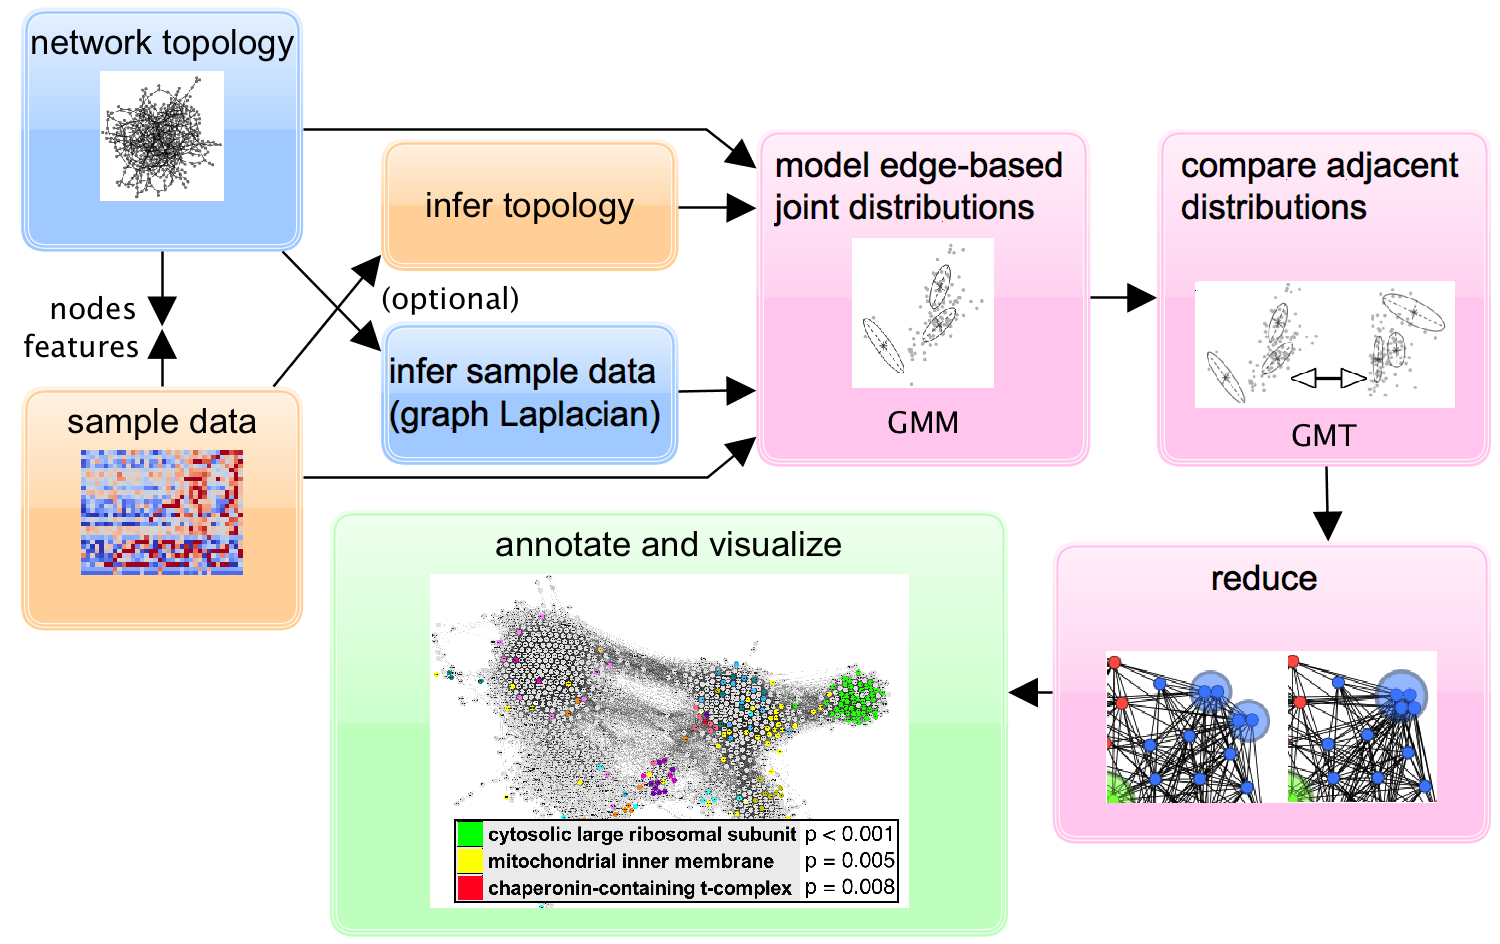 network topology
nodes
features
sample data
infer topology
(optional)
infer sample data
(graph Laplacian)
model edge-based
joint distributions
GMM
compare adjacent
distributions
GMT
reduce
annotate and visualize
cytosolic large ribosomal subunit p < 0.001
mitochondrial inner membrane p = 0.005
chaperonin-containing t-complex p = 0.008